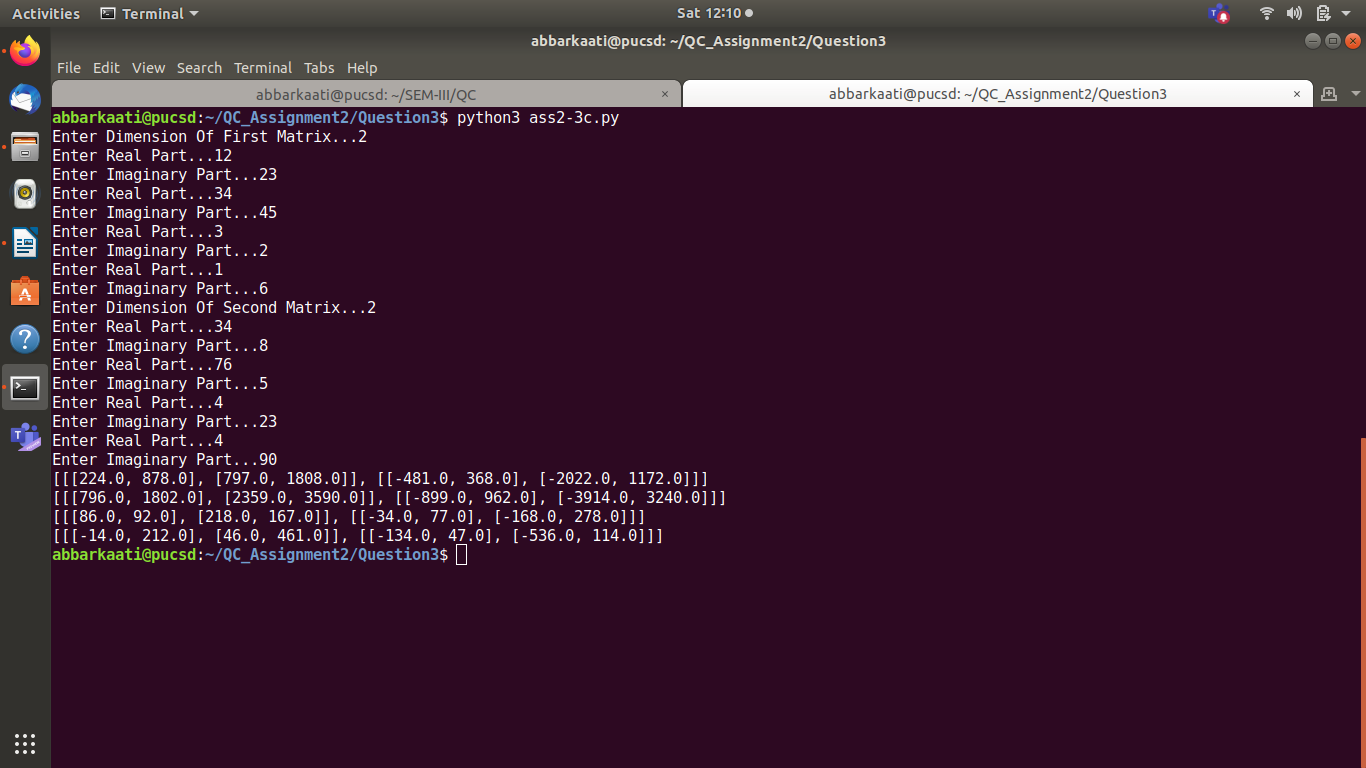 Activities Terminal Sat 12:10
abbarkaati@pucsd: ~/QC_Assignment2/Question3
File Edit View Search Terminal Tabs Help
abbarkaati@pucsd: ~/SEM-III/QC × abbarkaati@pucsd: ~/QC_Assignment2/Question3 ×
abbarkaati@pucsd:~/QC_Assignment2/Question3$ python3 ass2-3c.py
Enter Dimension Of First Matrix...2
Enter Real Part...12
Enter Imaginary Part...23
Enter Real Part...34
Enter Imaginary Part...45
Enter Real Part...3
Enter Imaginary Part...2
Enter Real Part...1
Enter Imaginary Part...6
Enter Dimension Of Second Matrix...2
Enter Real Part...34
Enter Imaginary Part...8
Enter Real Part...76
Enter Imaginary Part...5
Enter Real Part...4
Enter Imaginary Part...23
Enter Real Part...4
Enter Imaginary Part...90
[[[224.0, 878.0], [797.0, 1808.0]], [[-481.0, 368.0], [-2022.0, 1172.0]]]
[[[796.0, 1802.0], [2359.0, 3590.0]], [[-899.0, 962.0], [-3914.0, 3240.0]]]
[[[86.0, 92.0], [218.0, 167.0]], [[-34.0, 77.0], [-168.0, 278.0]]]
[[[-14.0, 212.0], [46.0, 461.0]], [[-134.0, 47.0], [-536.0, 114.0]]]
abbarkaati@pucsd:~/QC_Assignment2/Question3$